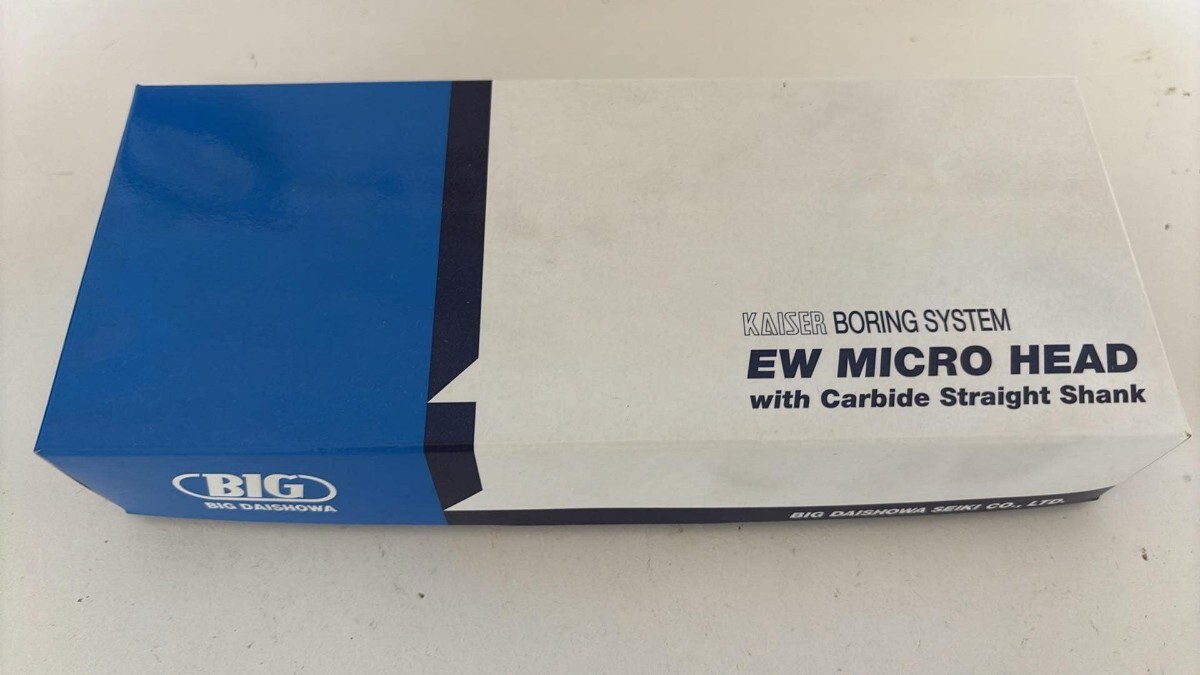 KAISER BORING SYSTEM
EW MICRO HEAD
with Carbide Straight Shank
BIG
BIG DAISHOWA
BIG DAISHOWA SEIKI CO., LTD.